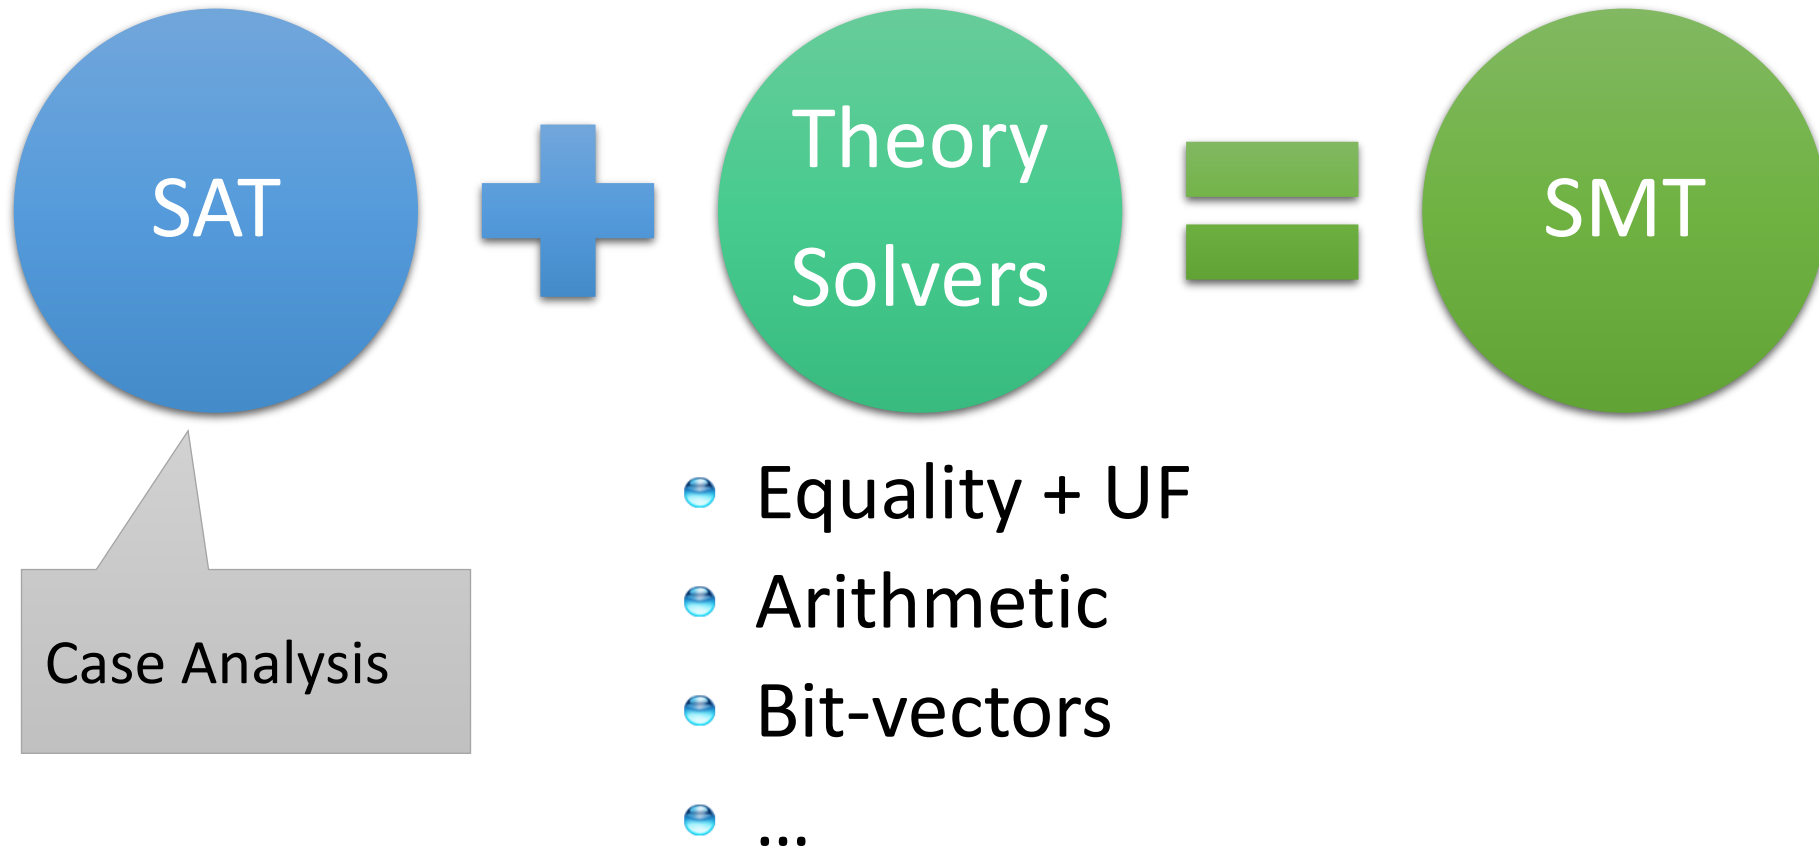 SAT
Theory
Solvers
SMT
Case Analysis
Equality + UF
Arithmetic
Bit-vectors
...